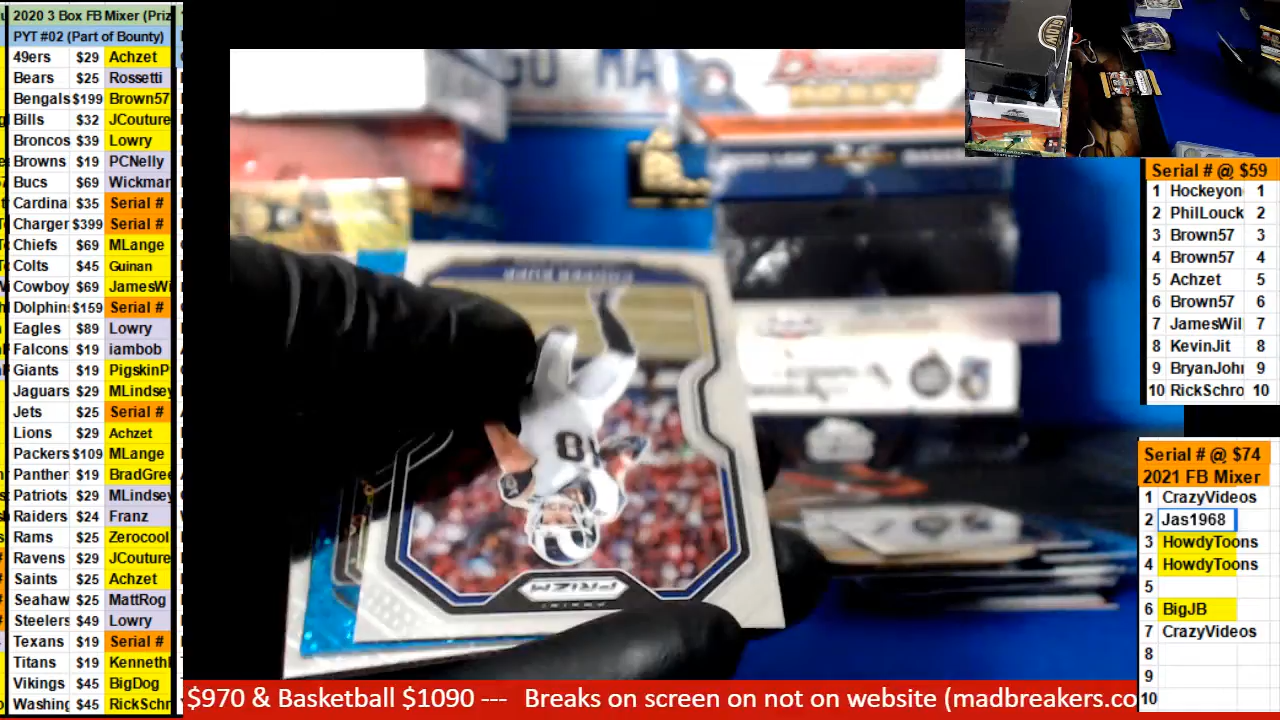 2020 3 Box FB Mixer (Priz
PYT #02 (Part of Bounty)
49ers $29 Achzet
Bears $25 Rossetti
Bengals $199 Brown57
Bills $32 JCouture
Broncos $39 Lowry
Browns $19 PCNelly
Bucs $69 Wickman
Cardina $35 Serial #
Charger $399 Serial #
Chiefs $69 MLange
Colts $45 Guinan
Cowboy $69 JamesWi
Dolphin $159 Serial #
Eagles $89 Lowry
Falcons $19 iambob
Giants $19 PigskinP
Jaguars $29 MLindsey
Jets $25 Serial #
Lions $29 Achzet
Packers $109 MLange
Panther $19 BradGree
Patriots $29 MLindsey
Raiders $24 Franz
Rams $25 Zerocool
Ravens $29 JCouture
Saints $25 Achzet
Seahaw $25 MattRog
Steelers $49 Lowry
Texans $19 Serial #
Titans $19 Kennethl
Vikings $45 BigDog
Washing $45 RickSchr
GLOW
PRIZM
Serial # @ $59
1 Hockeyon 1
2 PhilLouck 2
3 Brown57 3
4 Brown57 4
5 Achzet 5
6 Brown57 6
7 JamesWil 7
8 KevinJit 8
9 BryanJohn 9
10 RickSchro 10
Serial # @ $74
2021 FB Mixer
1 CrazyVideos
2 Jas1968
3 HowdyToons
4 HowdyToons
5
6 BigJB
7 CrazyVideos
8
9
10
$970 & Basketball $1090 --- Breaks on screen on not on website (madbreakers.co